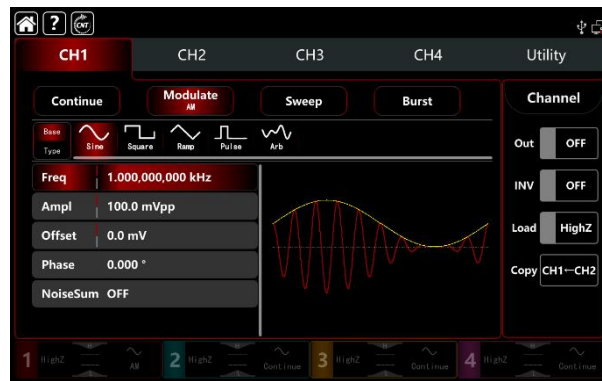 ? CNT
CH1 CH2 CH3 CH4 Utility
Continue Modulate Sweep Burst Channel
AM
Base
Type Sine Square Ramp Pulse Arb
Out OFF
Freq 1.000,000,000 kHz
Ampl 100.0 mVpp
INV OFF
Offset 0.0 mV
Load HighZ
Phase 0.000 °
Copy CH1←CH2
NoiseSum OFF
1 HighZ AM 2 HighZ Continue 3 HighZ Continue 4 HighZ Continue